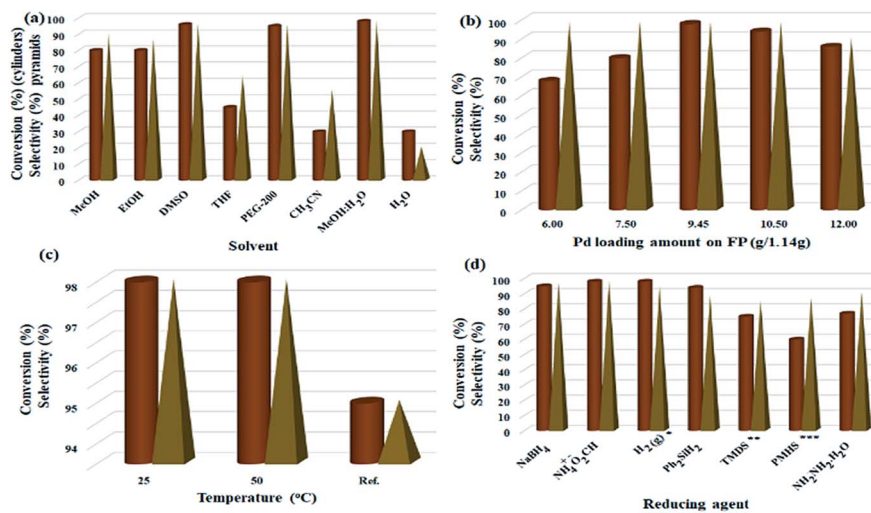 (a)
Conversion (%) (cylinders)
Selectivity (%) pyramids
100
90
80
70
60
50
40
30
20
10
0
MeOH
EtOH
DMSO
THF
PEG-200
CH3CN
MeOH:H2O
H2O
Solvent
(b)
Conversion (%)
Selectivity (%)
100
90
80
70
60
50
40
30
20
10
0
6.00 7.50 9.45 10.50 12.00
Pd loading amount on FP (g/1.14g)
(c)
Conversion (%)
Selectivity (%)
98
97
96
95
94
25 50 Ref.
Temperature (°C)
(d)
Conversion (%)
Selectivity (%)
100
90
80
70
60
50
40
30
20
10
0
NaBH4
+ -
NH4O2CH
H2(g) *
Ph2SiH2
TMDS **
PMHS ***
NH2NH2.H2O
Reducing agent